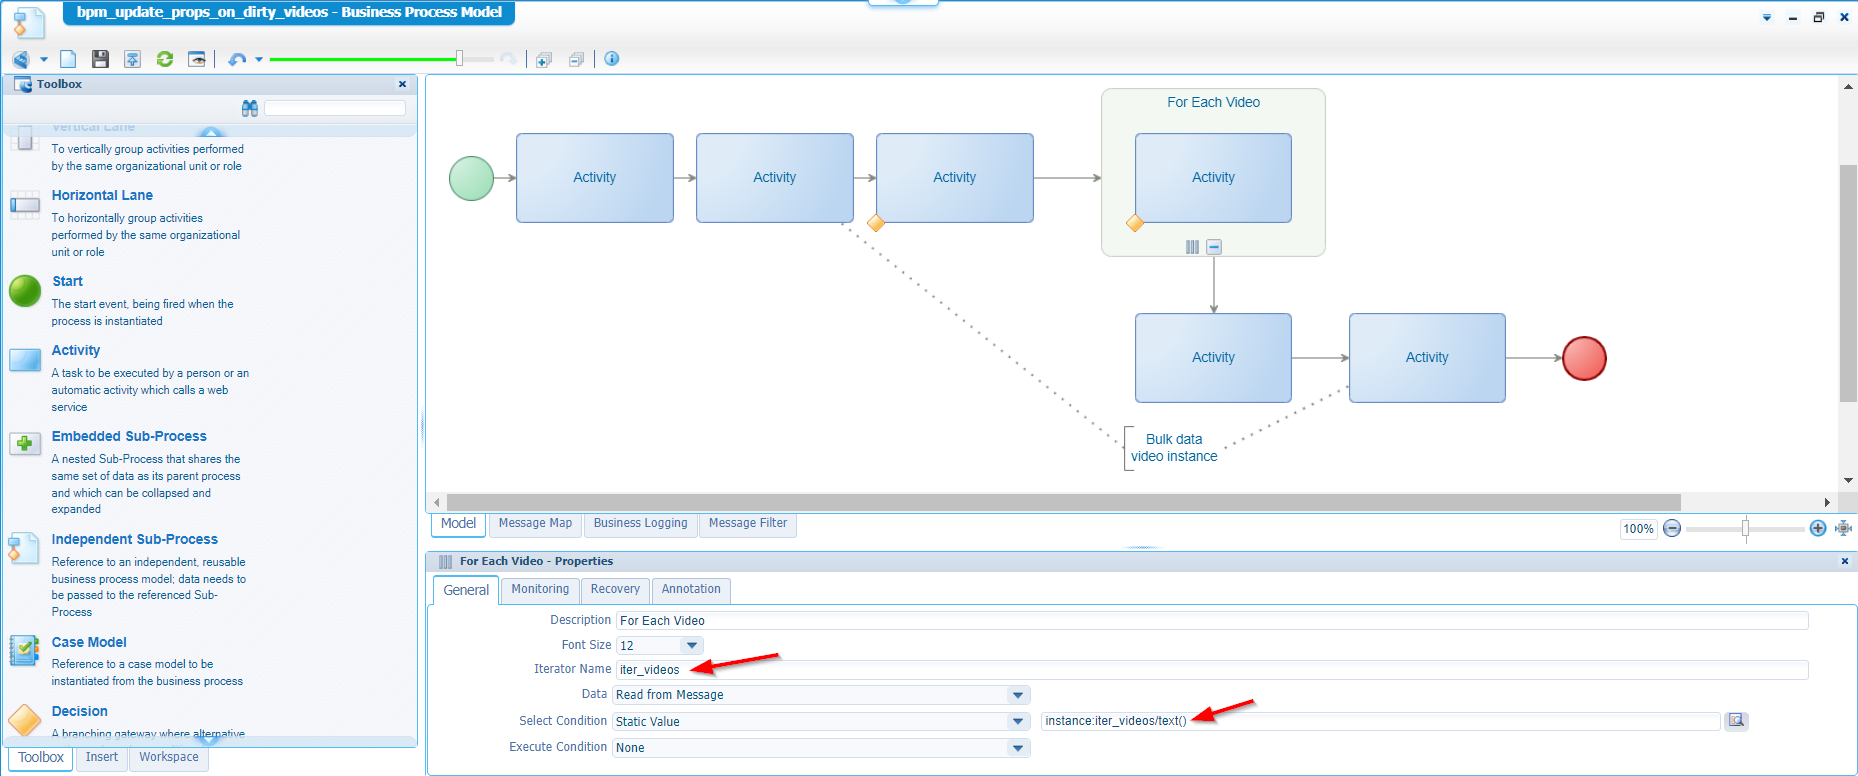 bpm_update_props_on_dirty_videos - Business Process Model
Toolbox
Vertical Lane
To vertically group activities performed
by the same organizational unit or role
Horizontal Lane
To horizontally group activities
performed by the same organizational
unit or role
Start
The start event, being fired when the
process is instantiated
Activity
A task to be executed by a person or an
automatic activity which calls a web
service
Embedded Sub-Process
A nested Sub-Process that shares the
same set of data as its parent process
and which can be collapsed and
expanded
Independent Sub-Process
Reference to an independent, reusable
business process model; data needs to
be passed to the referenced Sub-
Process
Case Model
Reference to a case model to be
instantiated from the business process
Decision
A branching gateway where alternative
Toolbox
Insert
Workspace
For Each Video
Activity
Activity
Activity
Activity
Activity
Activity
Bulk data
video instance
Model
Message Map
Business Logging
Message Filter
100%
For Each Video - Properties
General
Monitoring
Recovery
Annotation
Description For Each Video
Font Size 12
Iterator Name iter_videos
Data Read from Message
Select Condition Static Value instance:iter_videos/text()
Execute Condition None